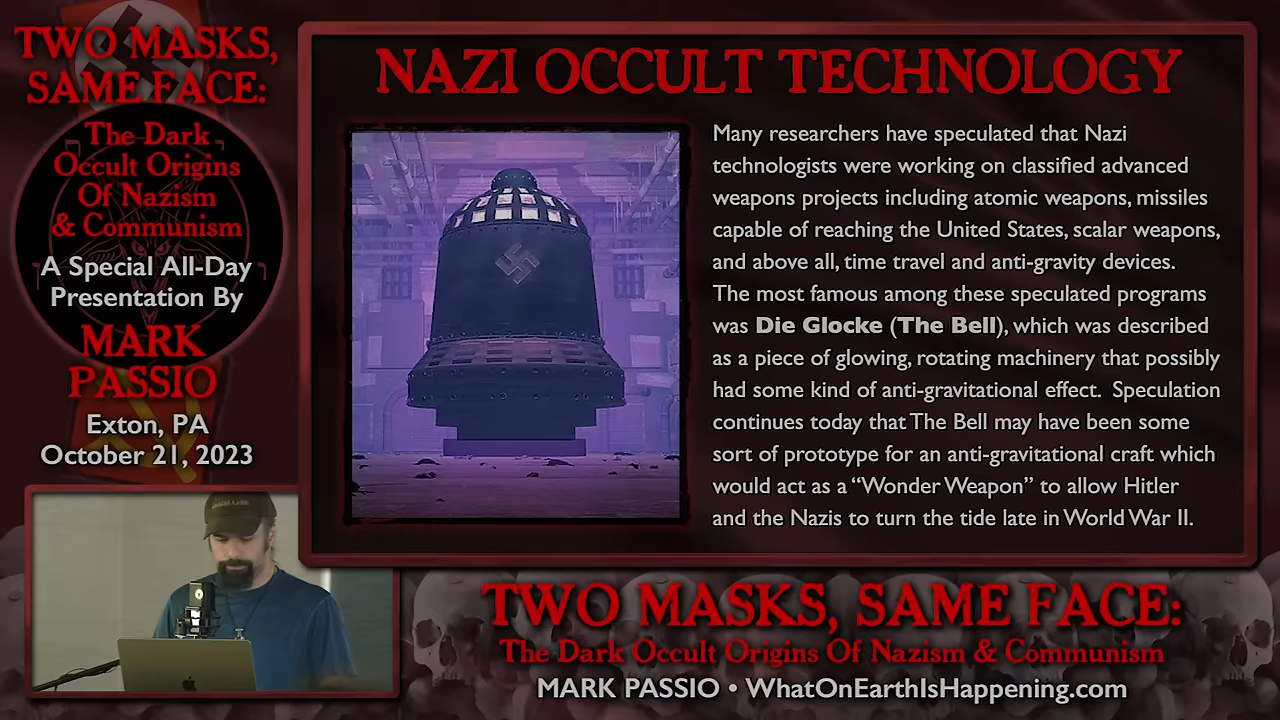 TWO MASKS,
SAME FACE:
The Dark
Occult Origins
Of Nazism
& Communism
A Special All-Day
Presentation By
MARK
PASSIO
Exton, PA
October 21, 2023
NAZI OCCULT TECHNOLOGY
Many researchers have speculated that Nazi
technologists were working on classified advanced
weapons projects including atomic weapons, missiles
capable of reaching the United States, scalar weapons,
and above all, time travel and anti-gravity devices.
The most famous among these speculated programs
was Die Glocke (The Bell), which was described
as a piece of glowing, rotating machinery that possibly
had some kind of anti-gravitational effect. Speculation
continues today that The Bell may have been some
sort of prototype for an anti-gravitational craft which
would act as a “Wonder Weapon” to allow Hitler
and the Nazis to turn the tide late in World War II.
TWO MASKS, SAME FACE:
The Dark Occult Origins Of Nazism & Communism
MARK PASSIO • WhatOnEarthIsHappening.com